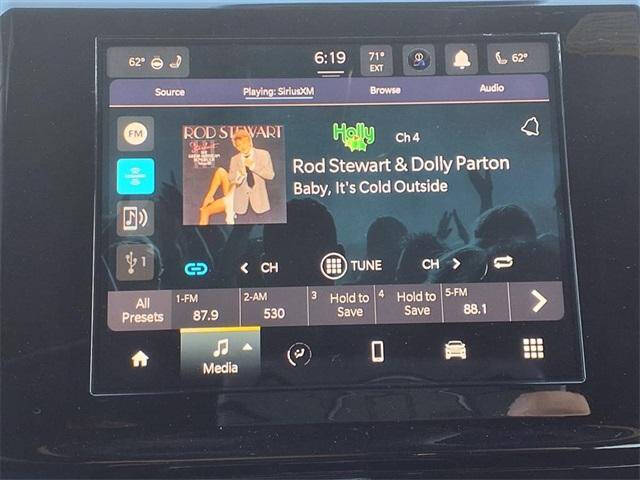 62°
6:19
71°
EXT
62°
Source
Playing: SiriusXM
Browse
Audio
FM
Holly
Ch 4
ROD STEWART
Rod Stewart & Dolly Parton
Baby, It's Cold Outside
1
CH
TUNE
CH
All
Presets
1-FM
87.9
2-AM
530
3
Hold to
Save
4
Hold to
Save
5-FM
88.1
Media